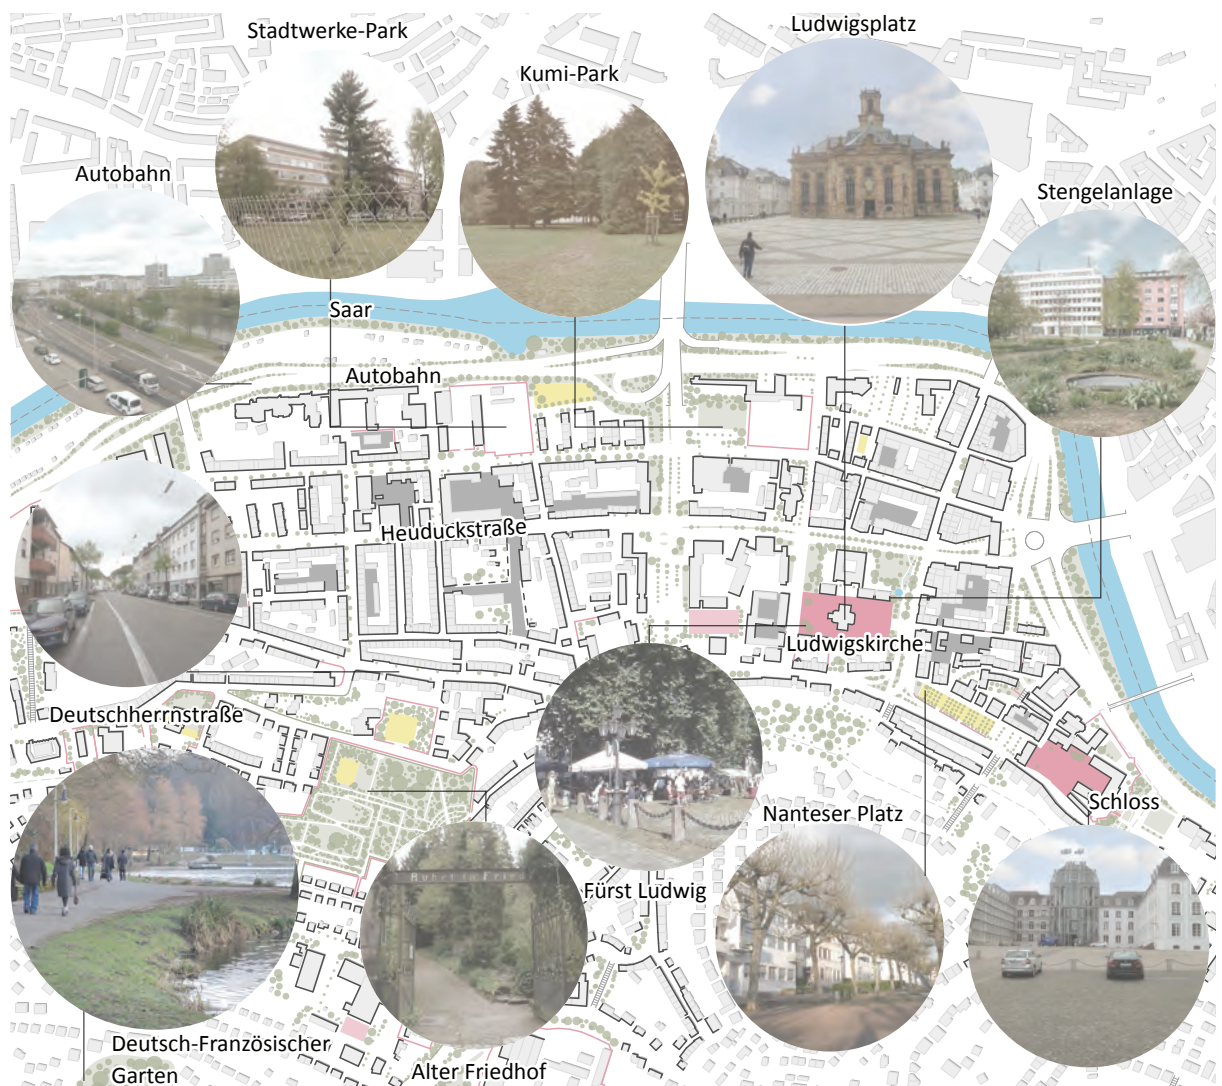 Stadtwerke-Park
Ludwigsplatz
Kumi-Park
Autobahn
Stengelanlage
Saar
Autobahn
Heuduckstraße
Ludwigskirche
Deutschherrnstraße
Schloss
Nanteser Platz
Fürst Ludwig
Deutsch-Französischer
Garten
Alter Friedhof